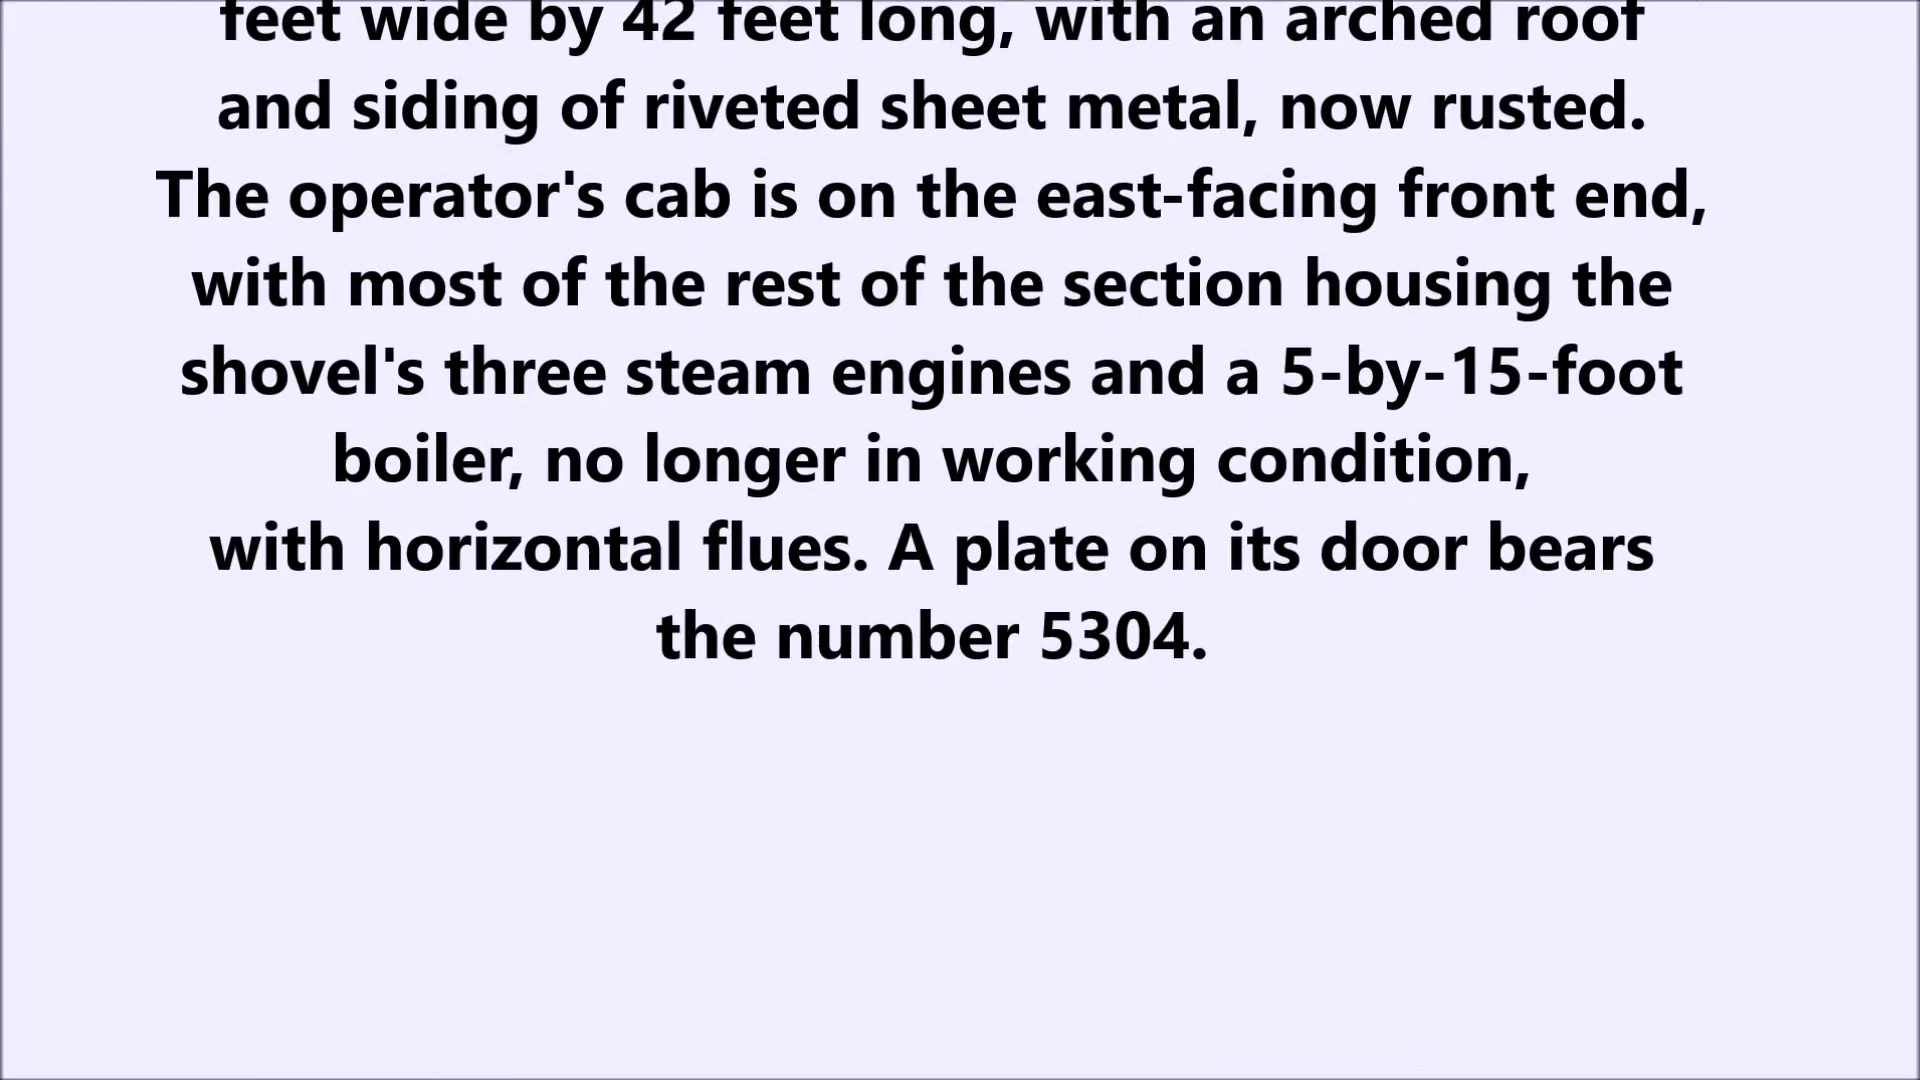 feet wide by 42 feet long, with an arched roof
and siding of riveted sheet metal, now rusted.
The operator's cab is on the east-facing front end,
with most of the rest of the section housing the
shovel's three steam engines and a 5-by-15-foot
boiler, no longer in working condition,
with horizontal flues. A plate on its door bears
the number 5304.